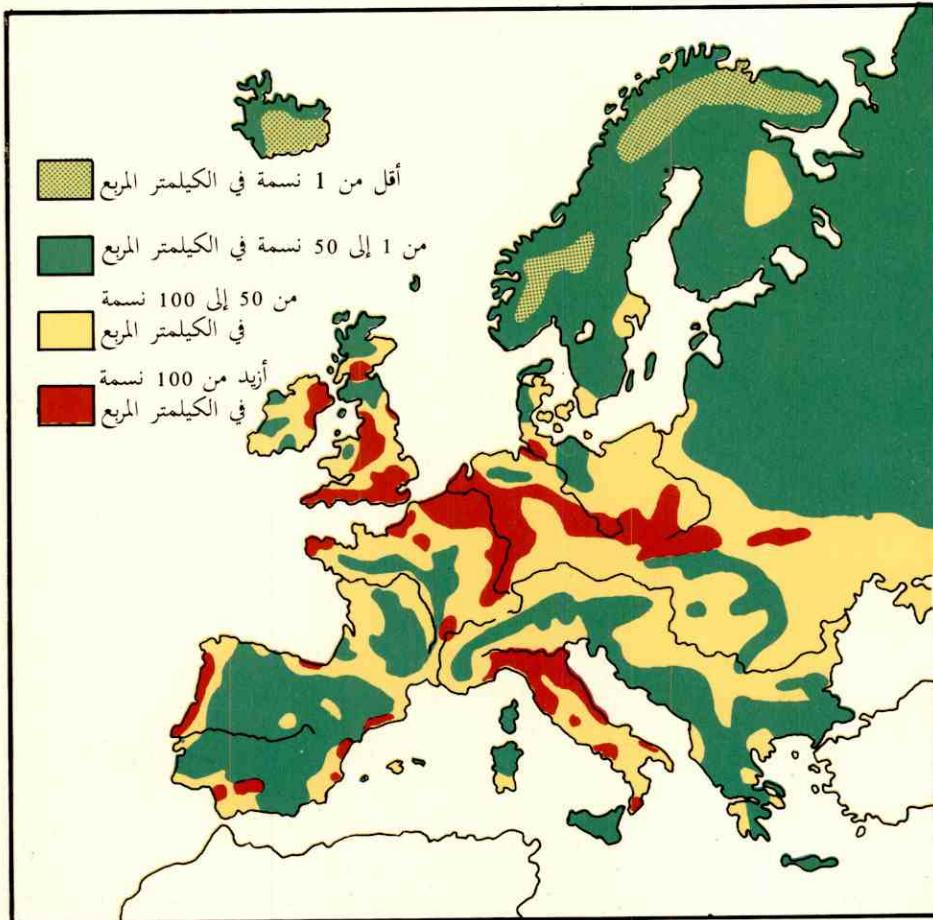 أقل من 1 نسمة في الكيلمتر المربع
من 1 إلى 50 نسمة في الكيلمتر المربع
من 50 إلى 100 نسمة
في الكيلمتر المربع
أزيد من 100 نسمة
في الكيلمتر المربع